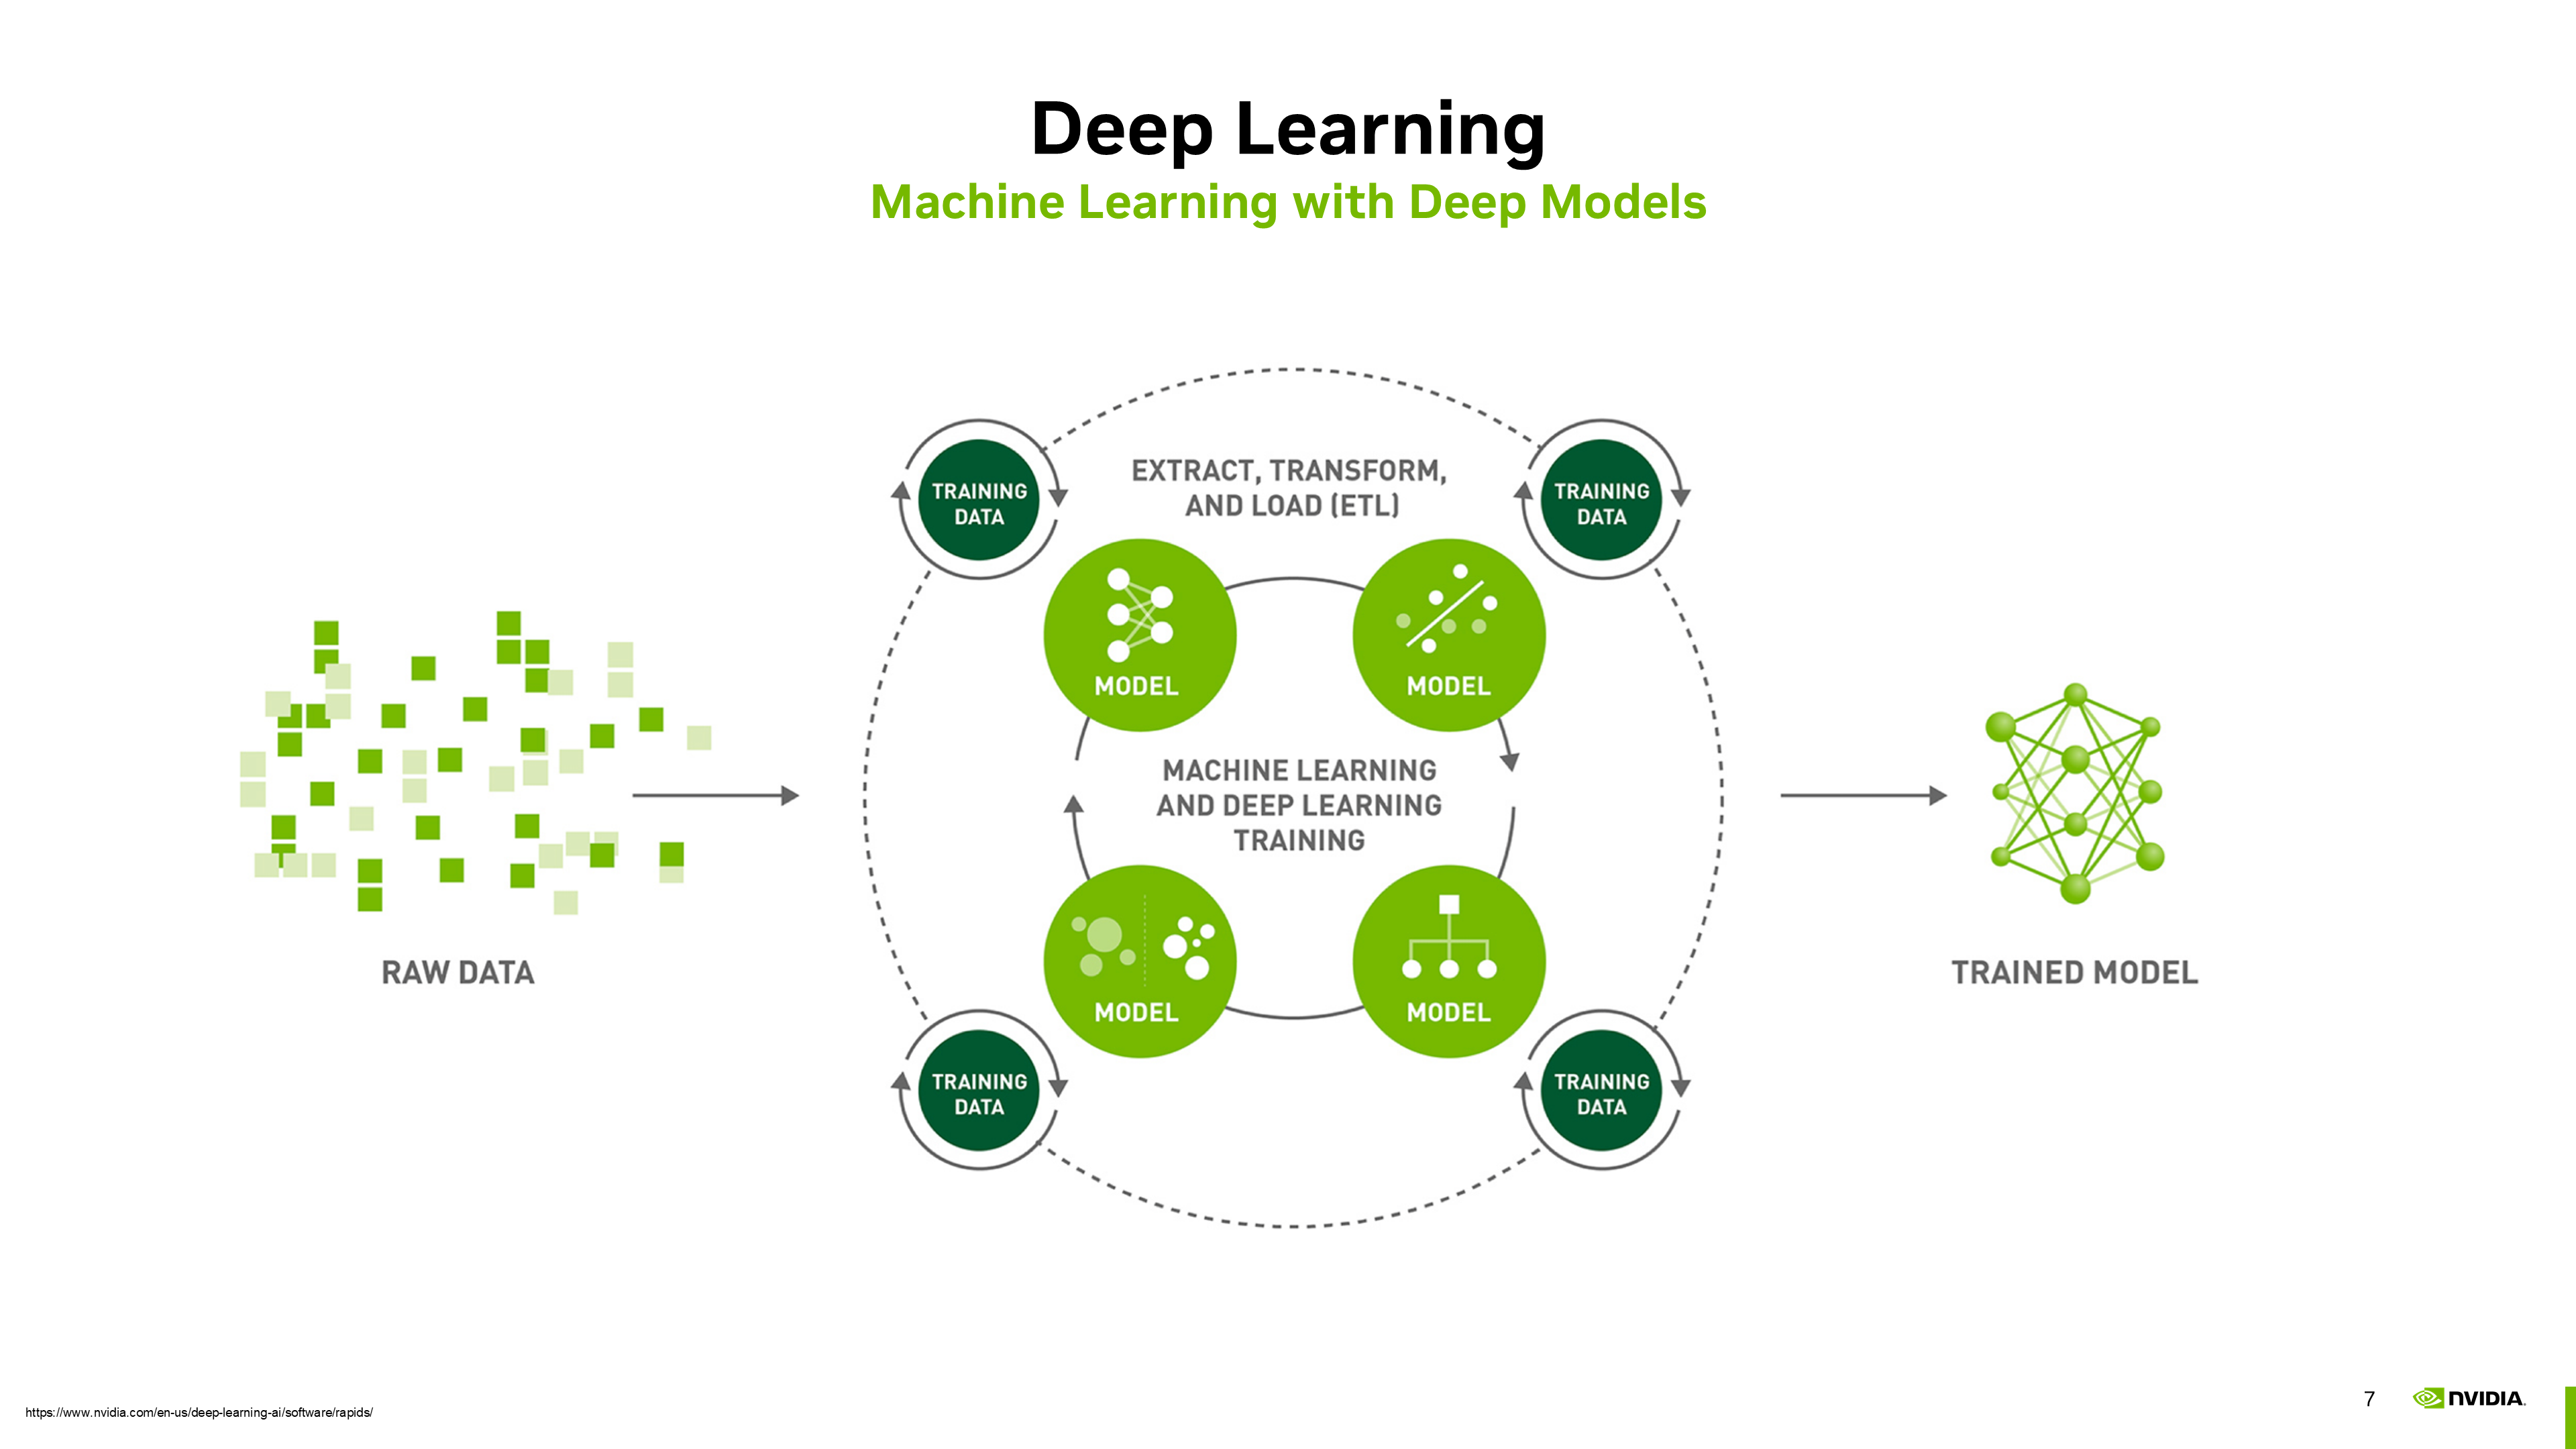 Deep Learning
Machine Learning with Deep Models
RAW DATA
TRAINING
DATA
EXTRACT, TRANSFORM,
AND LOAD (ETL)
TRAINING
DATA
MODEL
MODEL
MACHINE LEARNING
AND DEEP LEARNING
TRAINING
MODEL
MODEL
TRAINING
DATA
TRAINING
DATA
TRAINED MODEL
https://www.nvidia.com/en-us/deep-learning-ai/software/rapids/
7
NVIDIA.